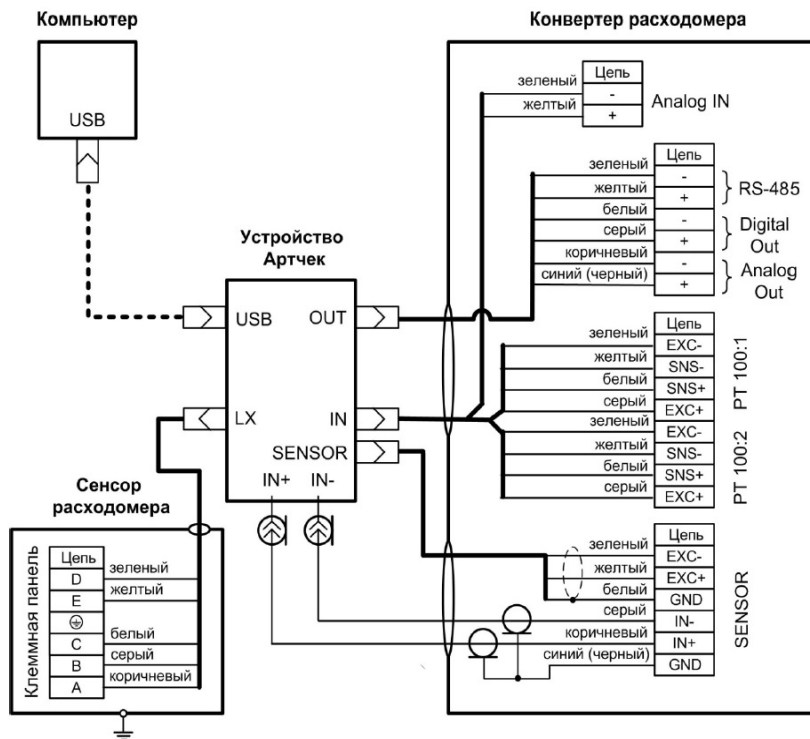 Компьютер
USB
Конвертер расходомера
Цепь
зеленый
-
желтый
+
Analog IN
Цепь
зеленый
-
желтый
+
RS-485
белый
-
серый
+
Digital
Out
коричневый
-
синий (черный)
+
Analog
Out
Устройство
Артчек
USB
OUT
LX
IN
SENSOR
IN+
IN-
Цепь
зеленый
EXC-
желтый
SNS-
белый
SNS+
серый
EXC+
PT 100:1
зеленый
EXC-
желтый
SNS-
белый
SNS+
серый
EXC+
PT 100:2
Сенсор
расходомера
Клеммная панель
Цепь
D
зеленый
E
желтый
C
белый
B
серый
A
коричневый
Цепь
зеленый
EXC-
желтый
EXC+
белый
GND
серый
IN-
коричневый
IN+
синий (черный)
GND
SENSOR